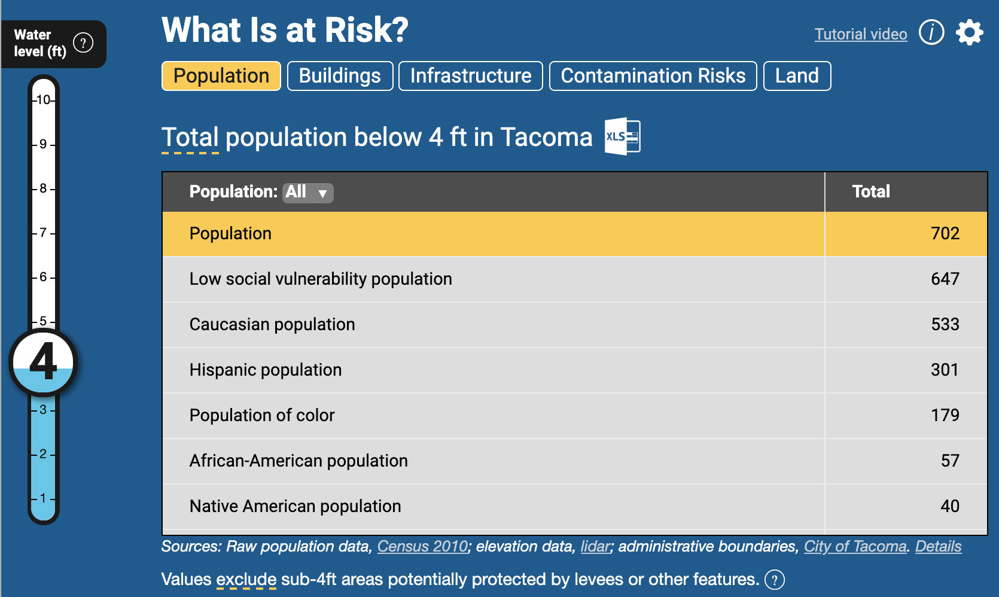 Water
level (ft) ?
What Is at Risk?
Tutorial video i
Population Buildings Infrastructure Contamination Risks Land
Total population below 4 ft in Tacoma XLS
10
9
8
7
6
5
4
3
2
1
Population: All ▼ Total
Population 702
Low social vulnerability population 647
Caucasian population 533
Hispanic population 301
Population of color 179
African-American population 57
Native American population 40
Sources: Raw population data, Census 2010; elevation data, lidar; administrative boundaries, City of Tacoma. Details
Values exclude sub-4ft areas potentially protected by levees or other features. ?